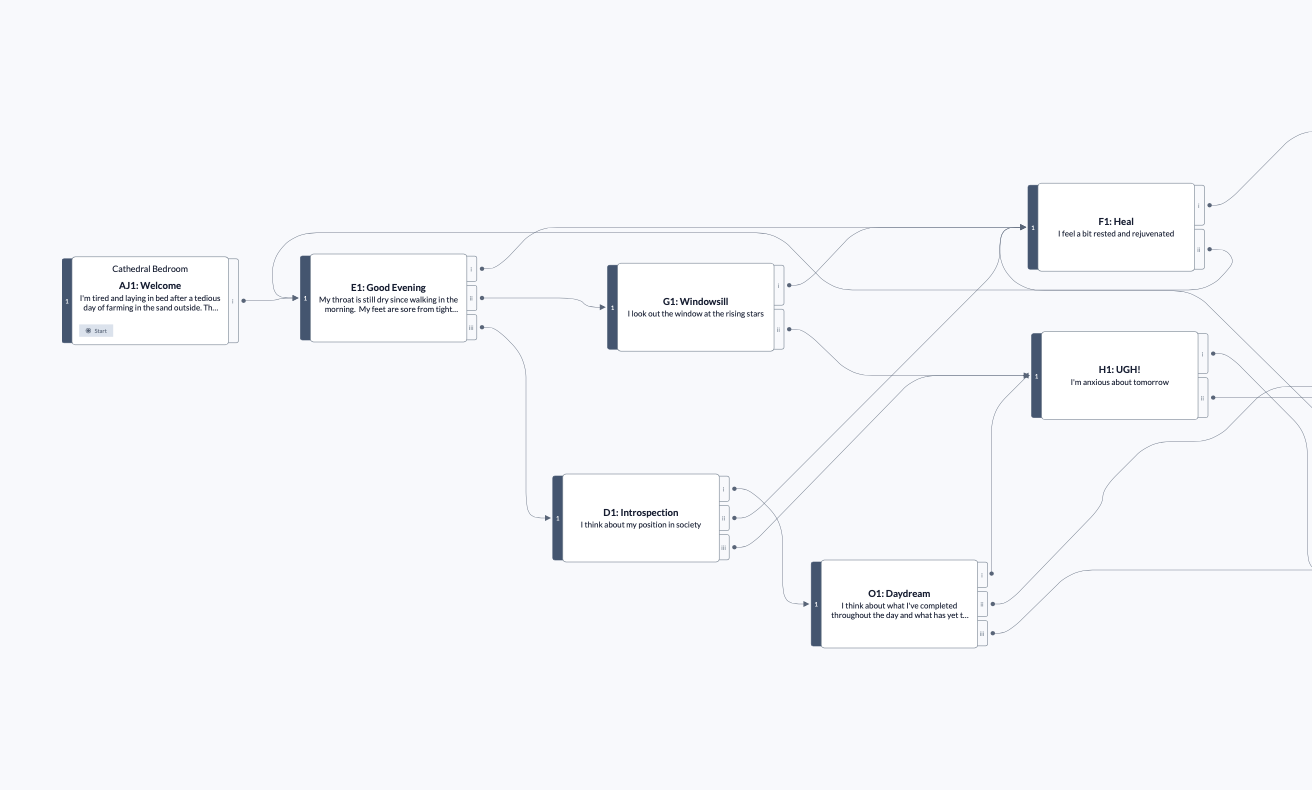 Cathedral Bedroom
1
AJ1: Welcome
I'm tired and laying in bed after a tedious
day of farming in the sand outside. Th...
Start
i
1
E1: Good Evening
My throat is still dry since walking in the
morning. My feet are sore from tight...
i
ii
iii
1
G1: Windowsill
I look out the window at the rising stars
i
ii
1
F1: Heal
I feel a bit rested and rejuvenated
i
ii
1
H1: UGH!
I'm anxious about tomorrow
i
ii
1
D1: Introspection
I think about my position in society
i
ii
iii
1
O1: Daydream
I think about what I've completed
throughout the day and what has yet t...
i
ii
iii